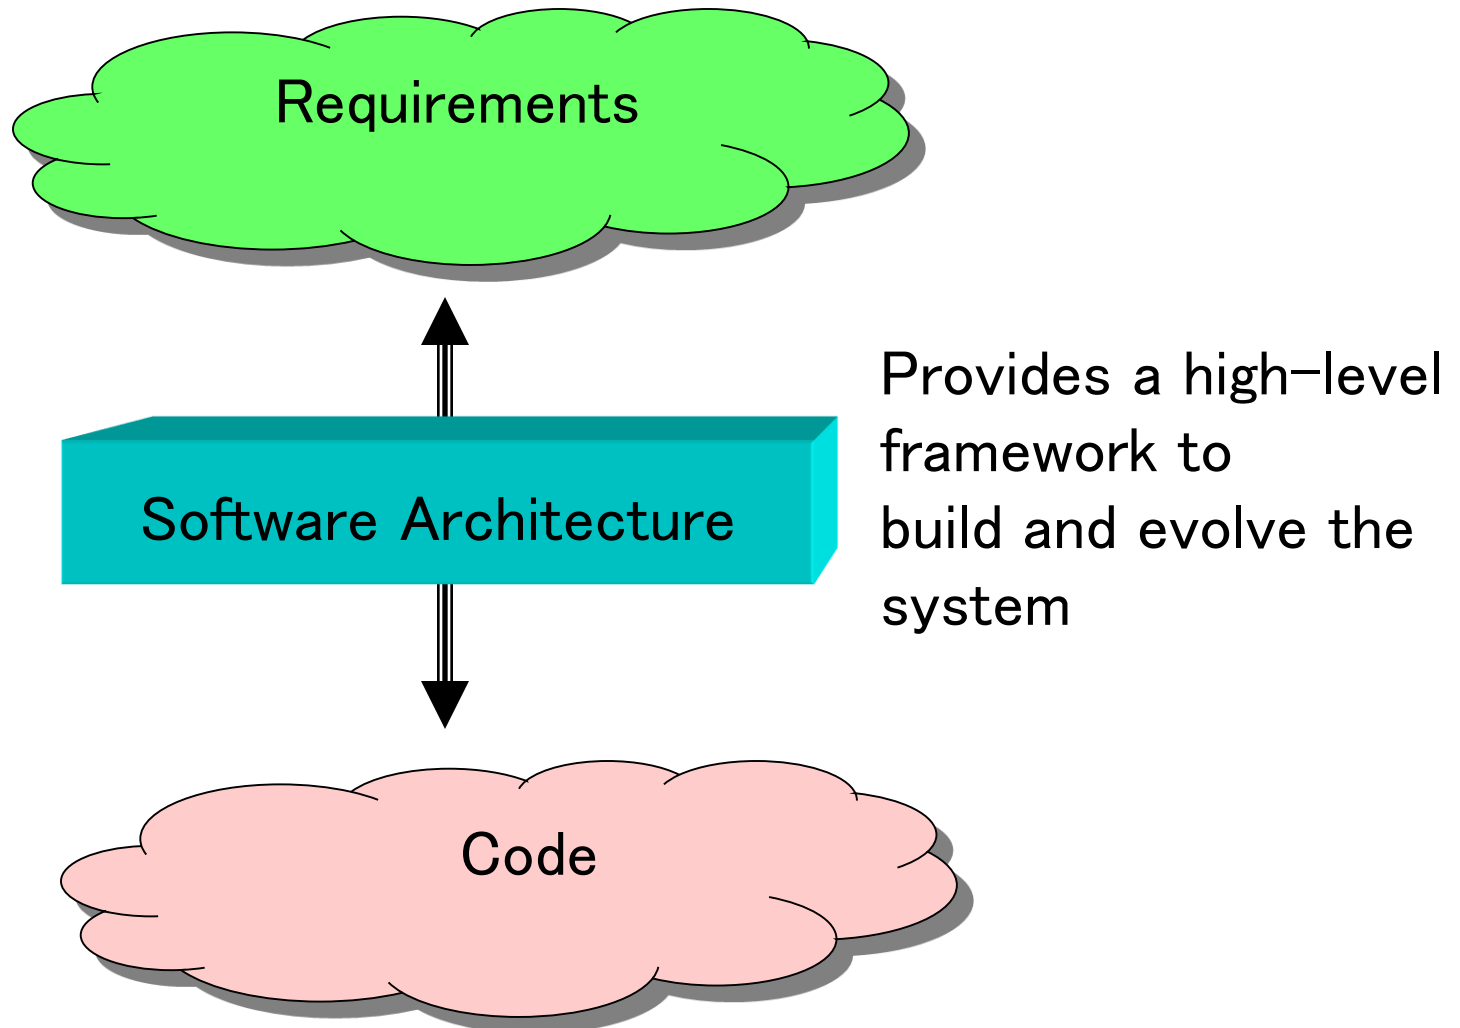 Requirements
Provides a high-level
framework to
build and evolve the
system
Software Architecture
Code